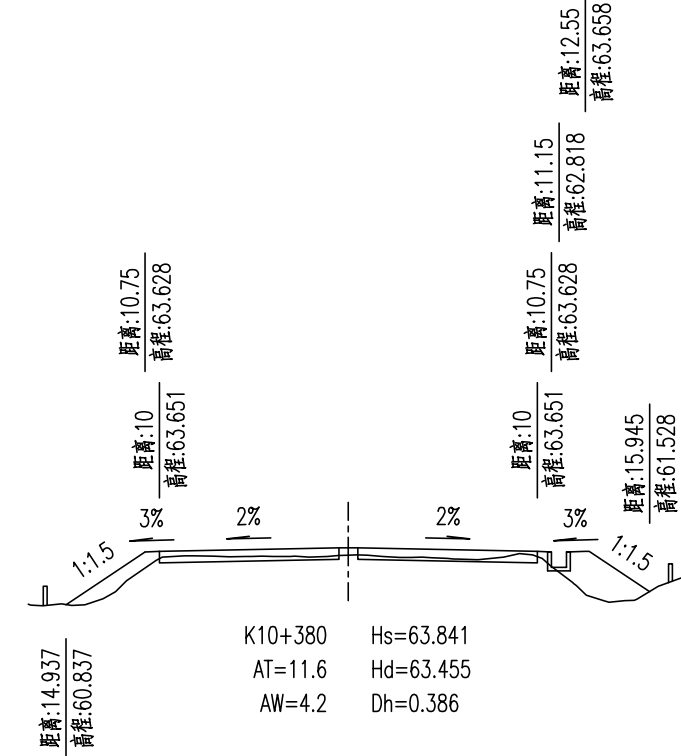 距离:12.55
高程:63.658
距离:11.15
高程:62.818
距离:10.75
高程:63.628
距离:10.75
高程:63.628
距离:10
高程:63.651
距离:10
高程:63.651
距离:15.945
高程:61.528
3%
2%
2%
3%
1:1.5
1:1.5
K10+380
Hs=63.841
AT=11.6
Hd=63.455
AW=4.2
Dh=0.386
距离:14.937
高程:60.837